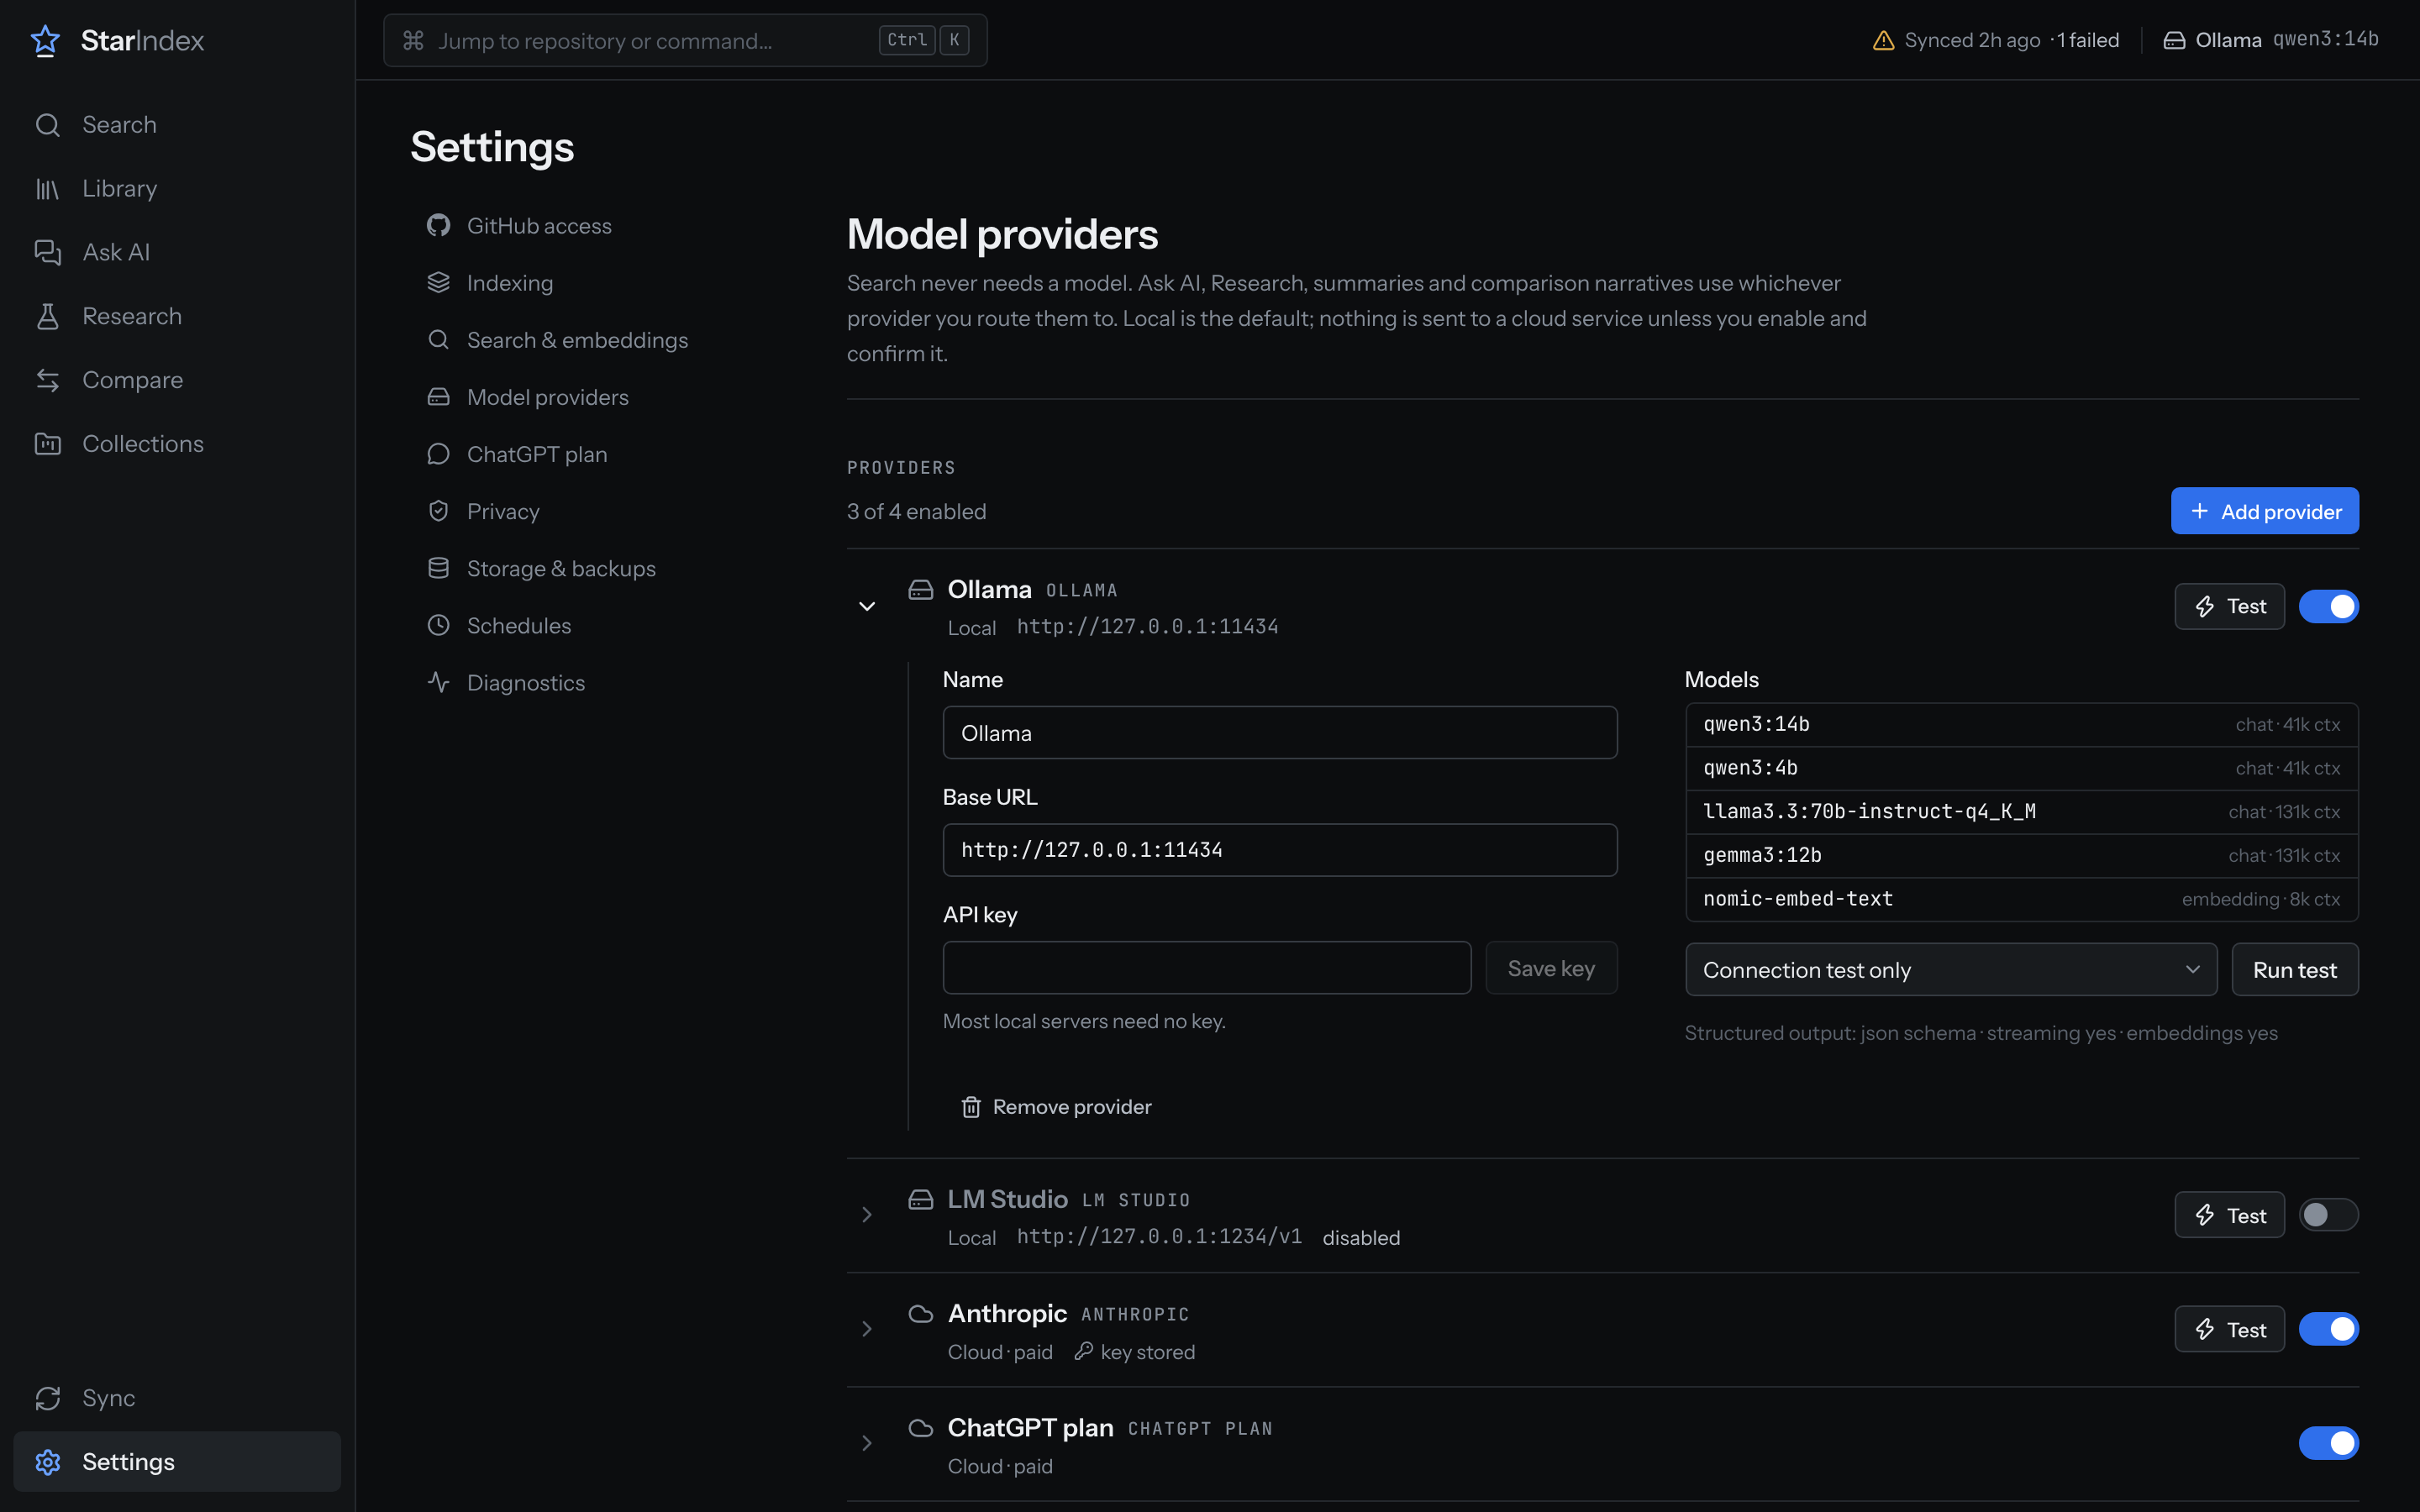 StarIndex
Jump to repository or command...
Ctrl K
Synced 2h ago · 1 failed
Ollama qwen3:14b
Search
Library
Ask AI
Research
Compare
Collections
Sync
Settings
Settings
GitHub access
Indexing
Search & embeddings
Model providers
ChatGPT plan
Privacy
Storage & backups
Schedules
Diagnostics
Model providers
Search never needs a model. Ask AI, Research, summaries and comparison narratives use whichever
provider you route them to. Local is the default; nothing is sent to a cloud service unless you enable and
confirm it.
PROVIDERS
3 of 4 enabled
Add provider
Ollama OLLAMA
Local http://127.0.0.1:11434
Test
Name
Ollama
Base URL
http://127.0.0.1:11434
API key
Save key
Most local servers need no key.
Remove provider
Models
qwen3:14b chat · 41k ctx
qwen3:4b chat · 41k ctx
llama3.3:70b-instruct-q4_K_M chat · 131k ctx
gemma3:12b chat · 131k ctx
nomic-embed-text embedding · 8k ctx
Connection test only
Run test
Structured output: json schema · streaming yes · embeddings yes
LM Studio LM STUDIO
Local http://127.0.0.1:1234/v1 disabled
Test
Anthropic ANTHROPIC
Cloud · paid key stored
Test
ChatGPT plan CHATGPT PLAN
Cloud · paid